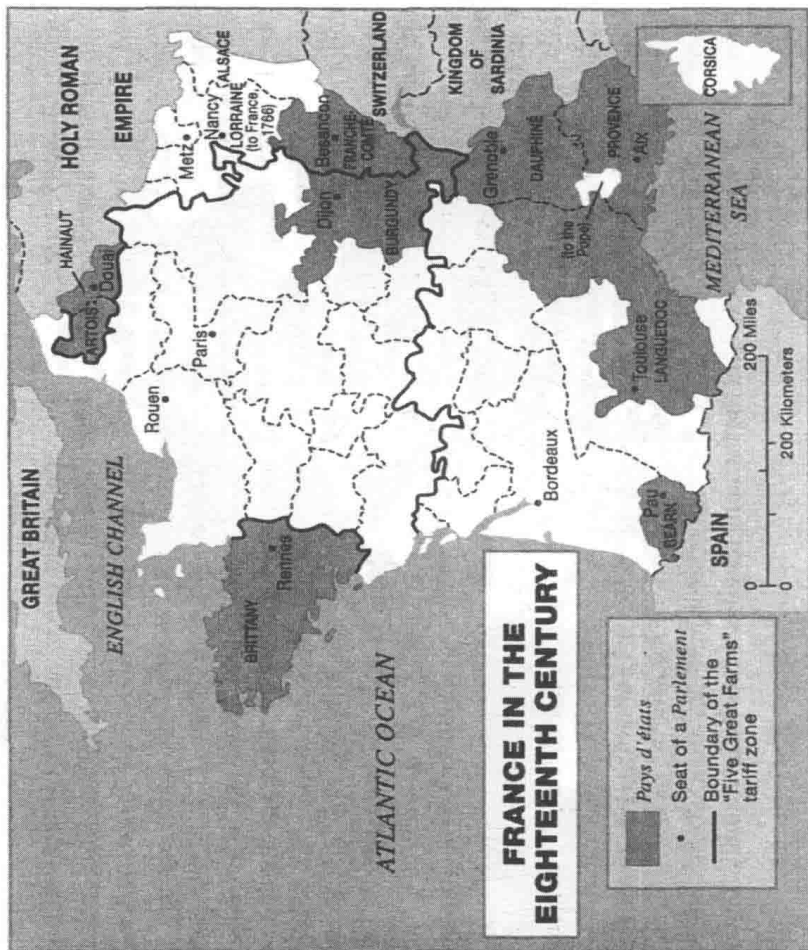 GREAT BRITAIN
ENGLISH CHANNEL
HOLY ROMAN
EMPIRE
HAINAUT
ARTOIS
Douai
Rouen
Paris
Metz
Nancy
LORRAINE
(to France,
1766)
ALSACE
BRITTANY
Rennes
Dijon
BURGUNDY
Besancon
FRANCHE-
COMTÉ
SWITZERLAND
KINGDOM
OF
SARDINIA
ATLANTIC OCEAN
Bordeaux
Grenoble
DAUPHINÉ
(to the
Pope)
PROVENCE
Aix
Toulouse
LANGUEDOC
Pau
BEARN
SPAIN
MEDITERRANEAN
SEA
CORSICA
FRANCE IN THE
EIGHTEENTH CENTURY
Pays d'états
Seat of a Parlement
Boundary of the
"Five Great Farms"
tariff zone
0 200 Miles
0 200 Kilometers